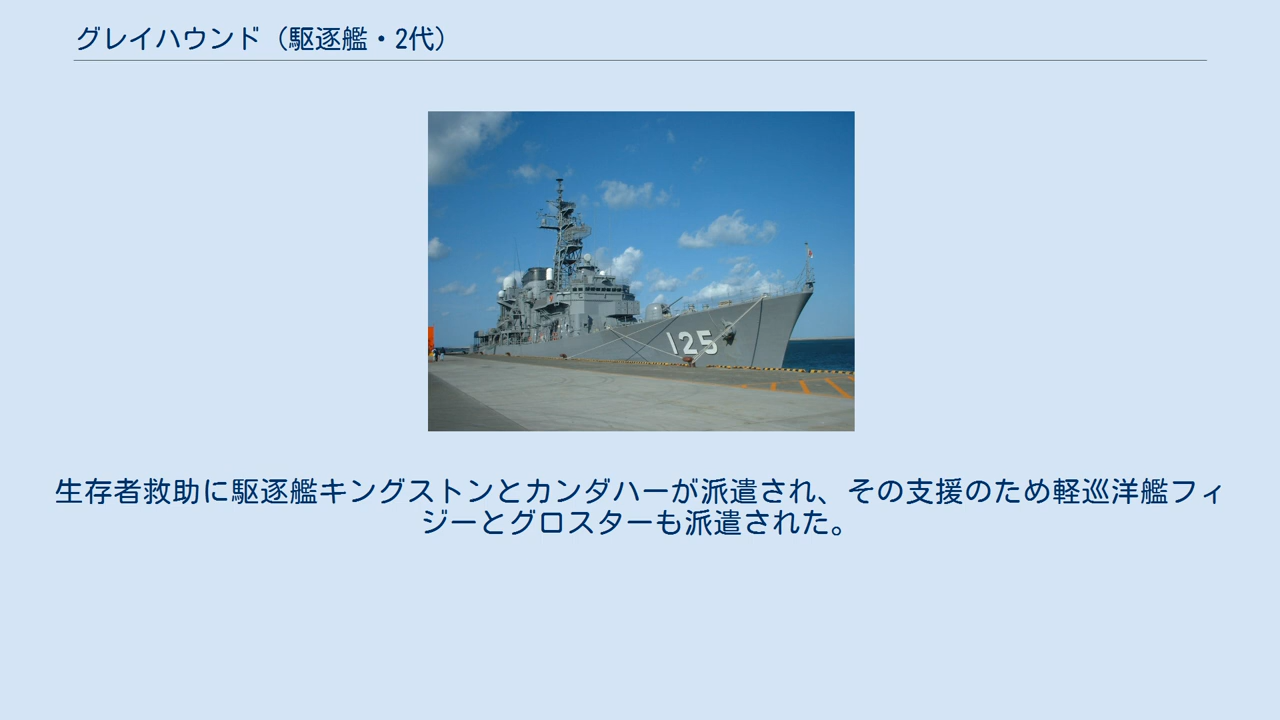 グレイハウンド（駆逐艦・2代）
125
生存者救助に駆逐艦キングストンとカンダハーが派遣され、その支援のため軽巡洋艦フィ
ジーとグロスターも派遣された。